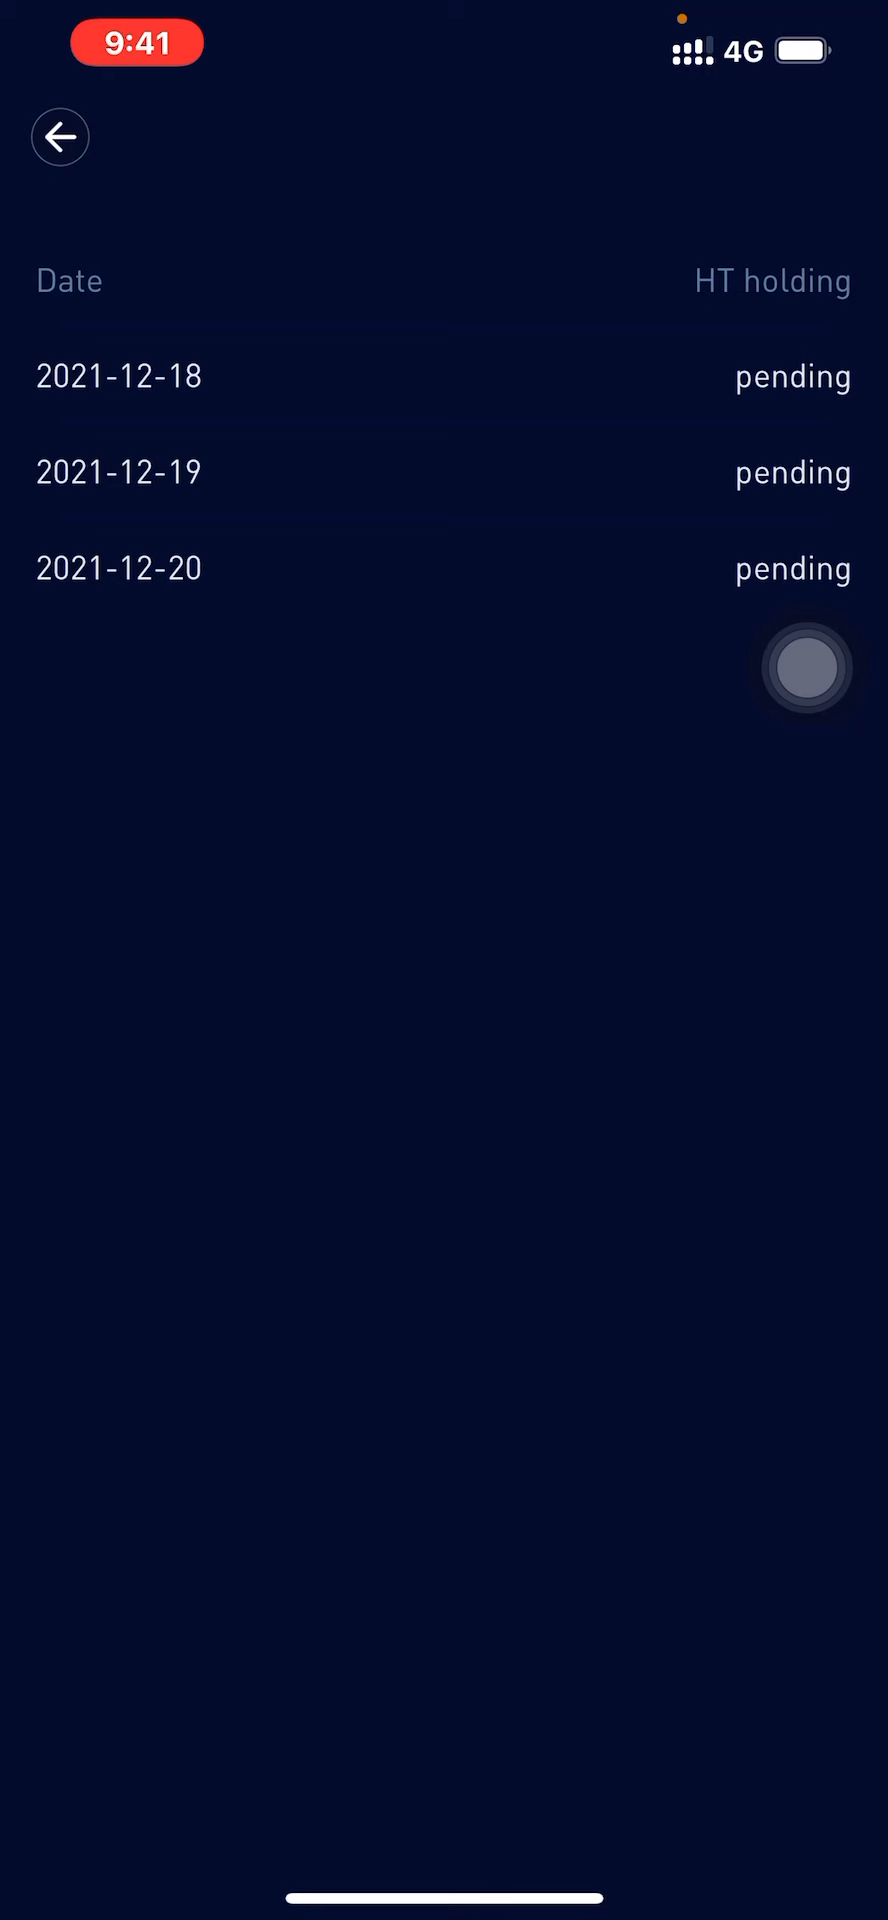 9:41
4G
Date HT holding
2021-12-18 pending
2021-12-19 pending
2021-12-20 pending